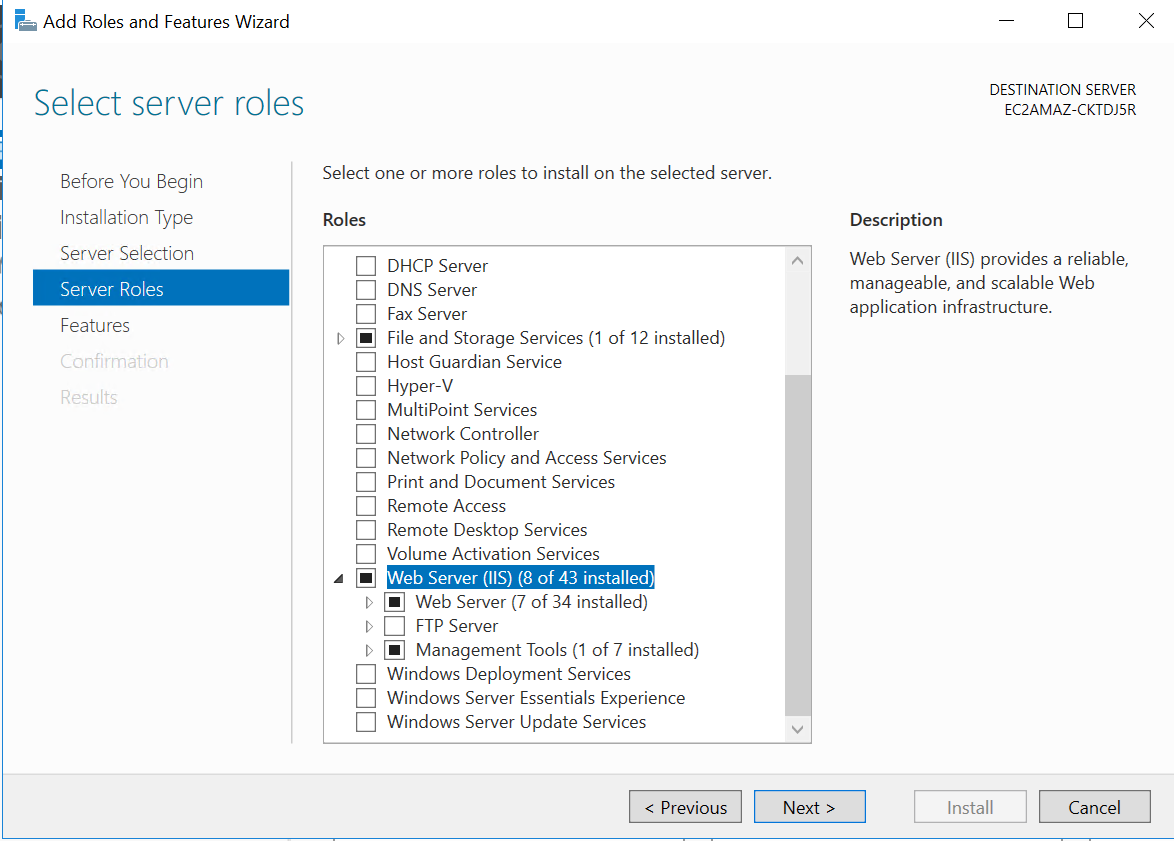 Add Roles and Features Wizard
Select server roles
DESTINATION SERVER
EC2AMAZ-CKTDJ5R
Before You Begin
Installation Type
Server Selection
Server Roles
Features
Confirmation
Results
Select one or more roles to install on the selected server.
Roles
DHCP Server
DNS Server
Fax Server
File and Storage Services (1 of 12 installed)
Host Guardian Service
Hyper-V
MultiPoint Services
Network Controller
Network Policy and Access Services
Print and Document Services
Remote Access
Remote Desktop Services
Volume Activation Services
Web Server (IIS) (8 of 43 installed)
Web Server (7 of 34 installed)
FTP Server
Management Tools (1 of 7 installed)
Windows Deployment Services
Windows Server Essentials Experience
Windows Server Update Services
Description
Web Server (IIS) provides a reliable,
manageable, and scalable Web
application infrastructure.
< Previous
Next >
Install
Cancel